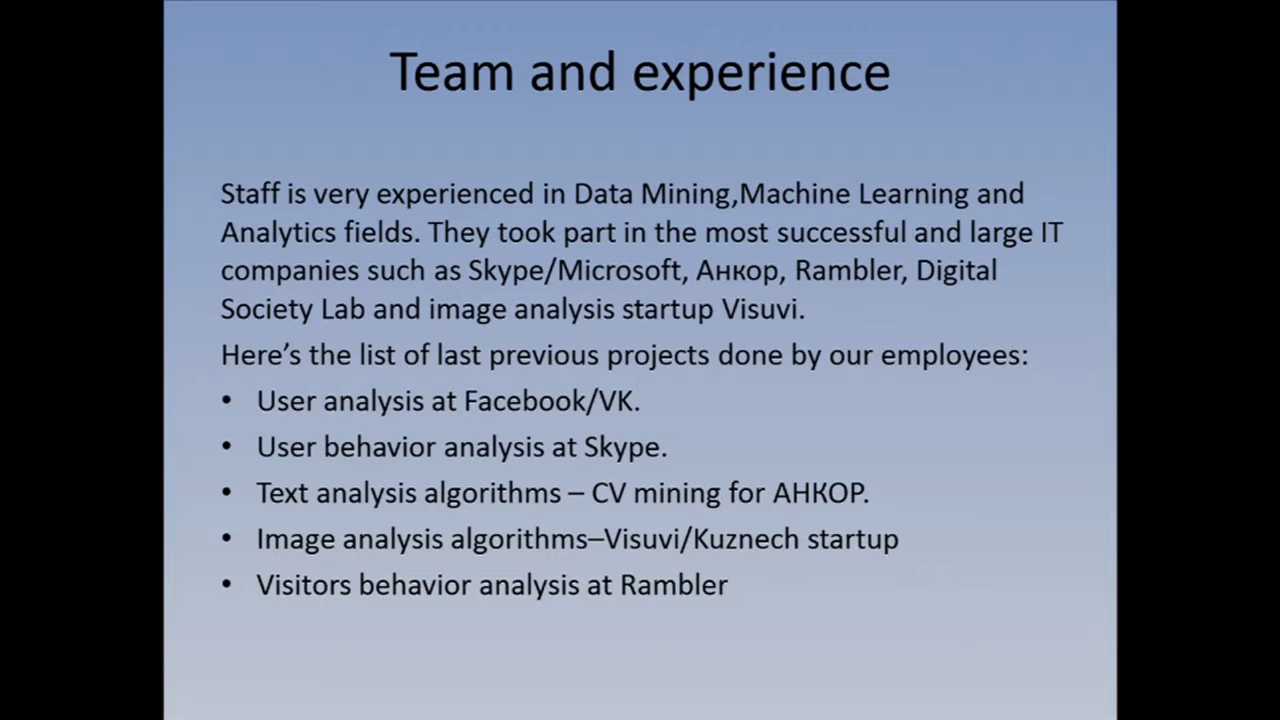 Team and experience
Staff is very experienced in Data Mining,Machine Learning and
Analytics fields. They took part in the most successful and large IT
companies such as Skype/Microsoft, Анкор, Rambler, Digital
Society Lab and image analysis startup Visuvi.
Here’s the list of last previous projects done by our employees:
• User analysis at Facebook/VK.
• User behavior analysis at Skype.
• Text analysis algorithms – CV mining for АНКОР.
• Image analysis algorithms–Visuvi/Kuznech startup
• Visitors behavior analysis at Rambler